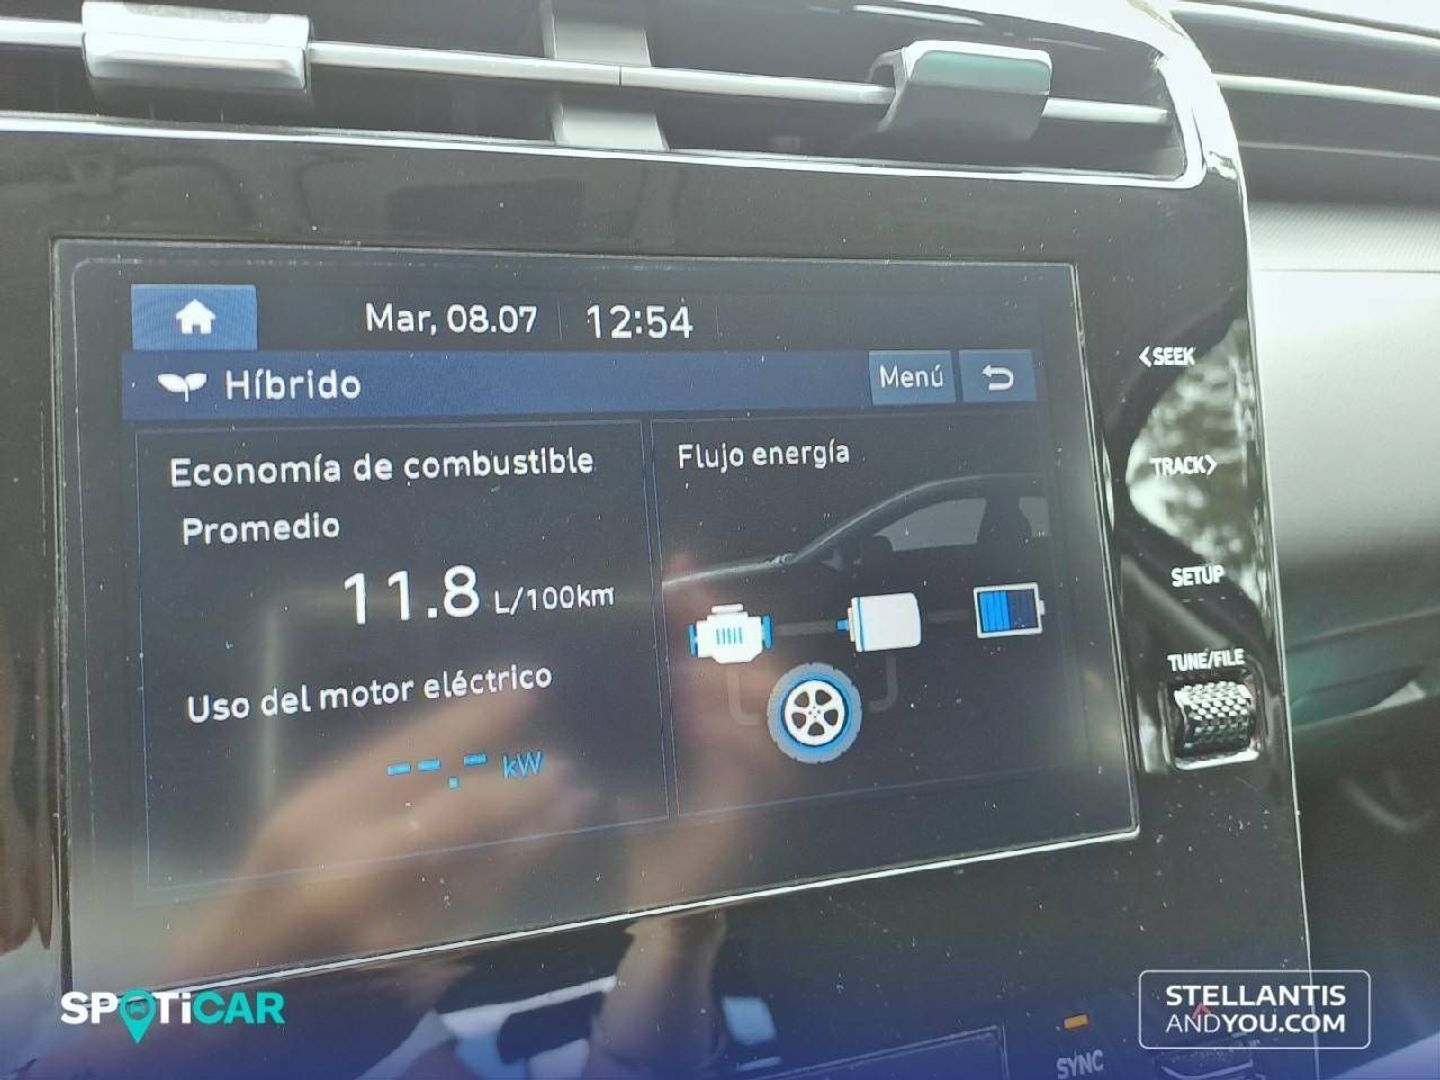 Mar, 08.07 12:54
Híbrido
Menú
Economía de combustible
Promedio
11.8 L/100km
Uso del motor eléctrico
--.- kW
Flujo energía
<SEEK
TRACK>
SETUP
TUNE/FILE
SYNC
SPOTiCAR
STELLANTIS
ANDYOU.COM